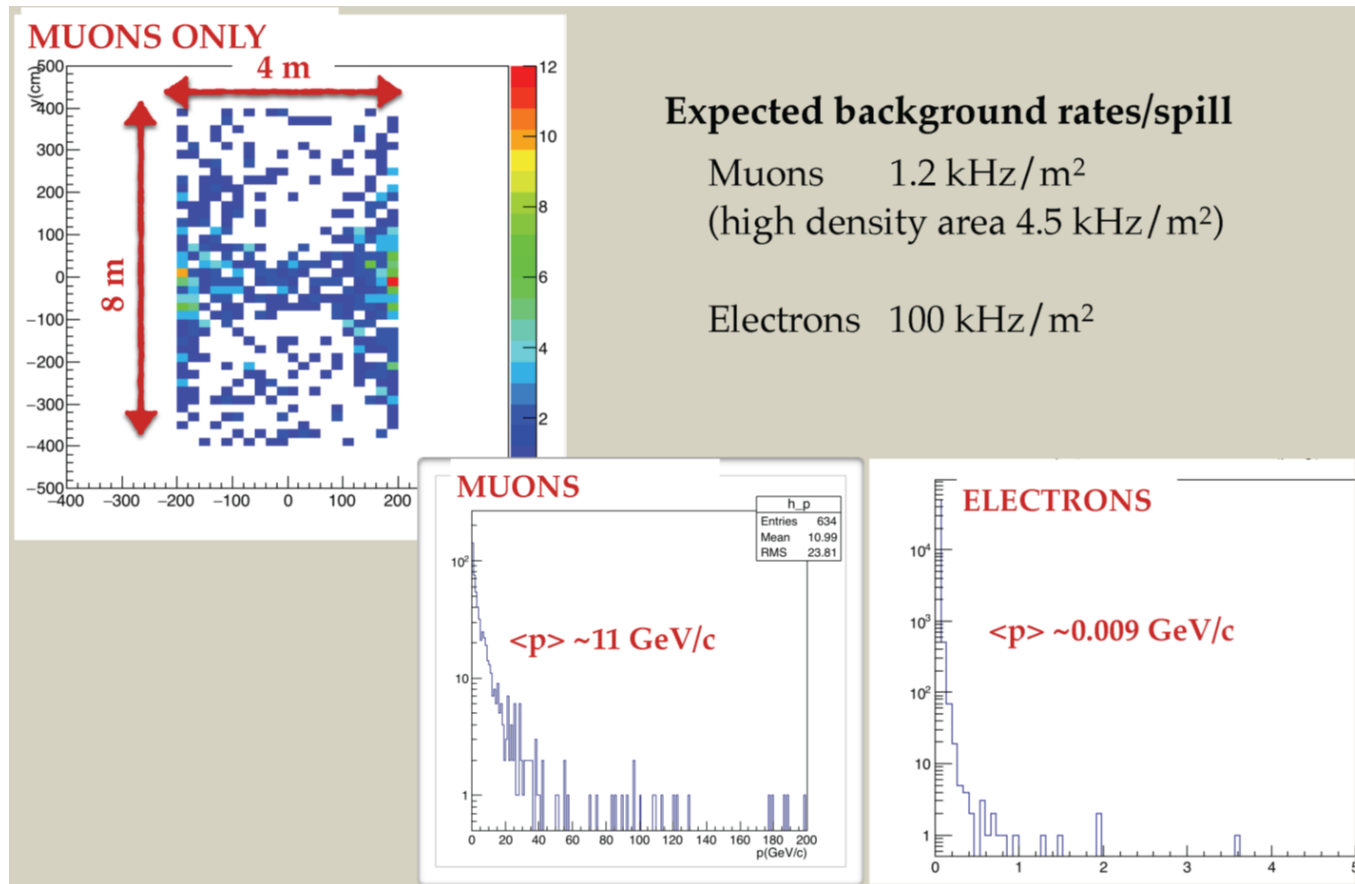 MUONS ONLY
4 m
8 m
y(cm)
500
400
300
200
100
0
−100
−200
−300
−400
−500
−400 −300 −200 −100 0 100 200
12
10
8
6
4
2
Expected background rates/spill
Muons 1.2 kHz/m²
(high density area 4.5 kHz/m²)
Electrons 100 kHz/m²
MUONS
h_p
Entries 634
Mean 10.99
RMS 23.81
<p> ~11 GeV/c
10²
10
1
0 20 40 60 80 100 120 140 160 180 200
p(GeV/c)
ELECTRONS
<p> ~0.009 GeV/c
10⁴
10³
10²
10
1
0 1 2 3 4 5